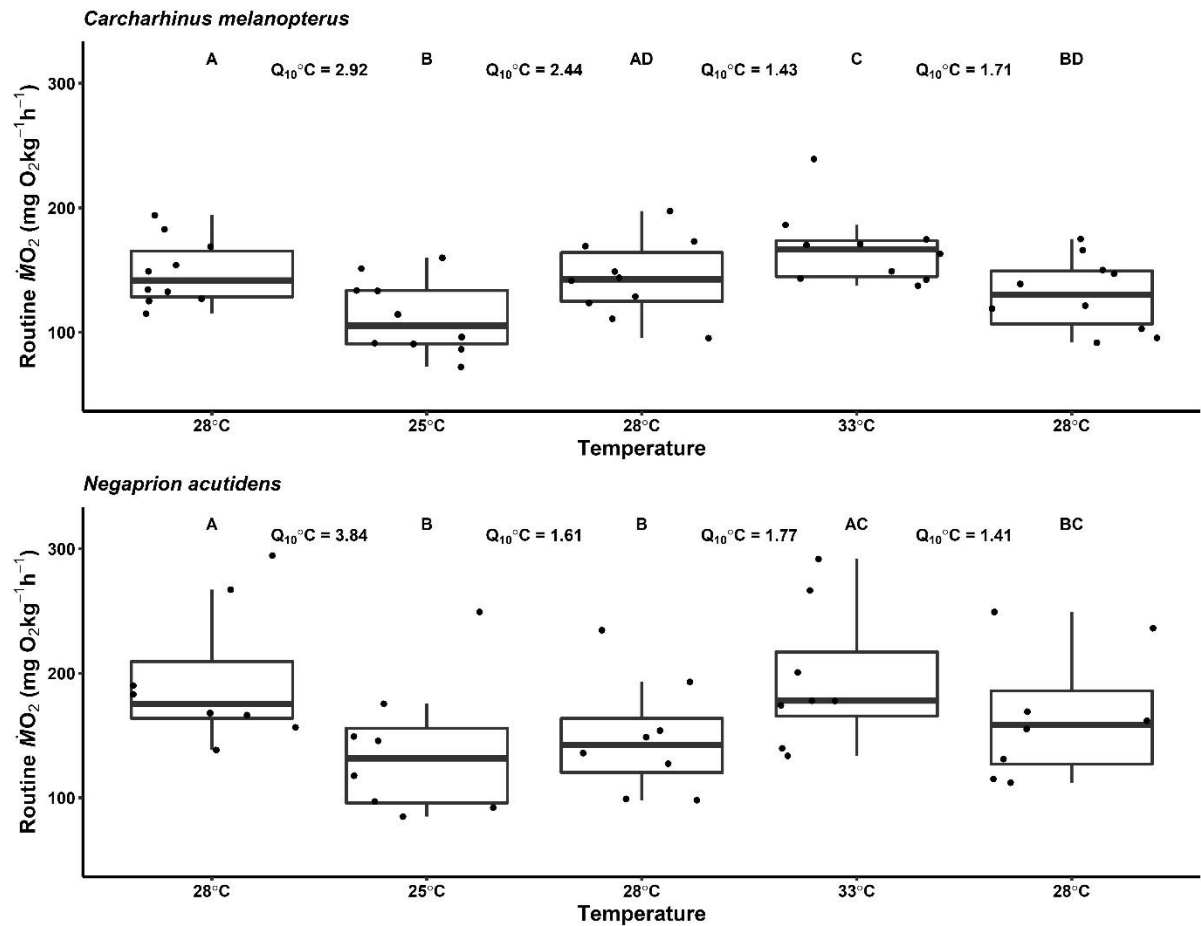 Carcharhinus melanopterus
A B AD C BD
Q₁₀°C = 2.92 Q₁₀°C = 2.44 Q₁₀°C = 1.43 Q₁₀°C = 1.71
300
200
100
Routine ṀO₂ (mg O₂kg⁻¹h⁻¹)
28°C 25°C 28°C 33°C 28°C
Temperature
Negaprion acutidens
A B B AC BC
Q₁₀°C = 3.84 Q₁₀°C = 1.61 Q₁₀°C = 1.77 Q₁₀°C = 1.41
300
200
100
Routine ṀO₂ (mg O₂kg⁻¹h⁻¹)
28°C 25°C 28°C 33°C 28°C
Temperature